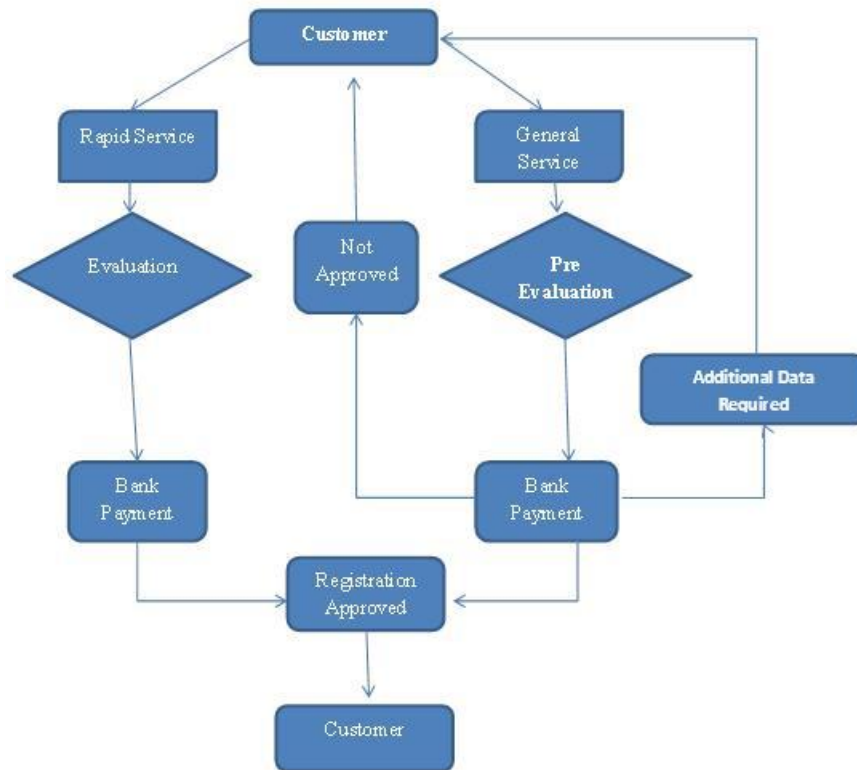 Customer
Rapid Service
General
Service
Evaluation
Not
Approved
Pre
Evaluation
Additional Data
Required
Bank
Payment
Bank
Payment
Registration
Approved
Customer